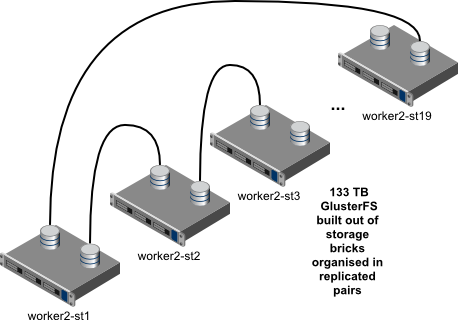 ...
worker2-st19
worker2-st3
133 TB
GlusterFS
built out of
storage
bricks
organised in
replicated
pairs
worker2-st2
worker2-st1